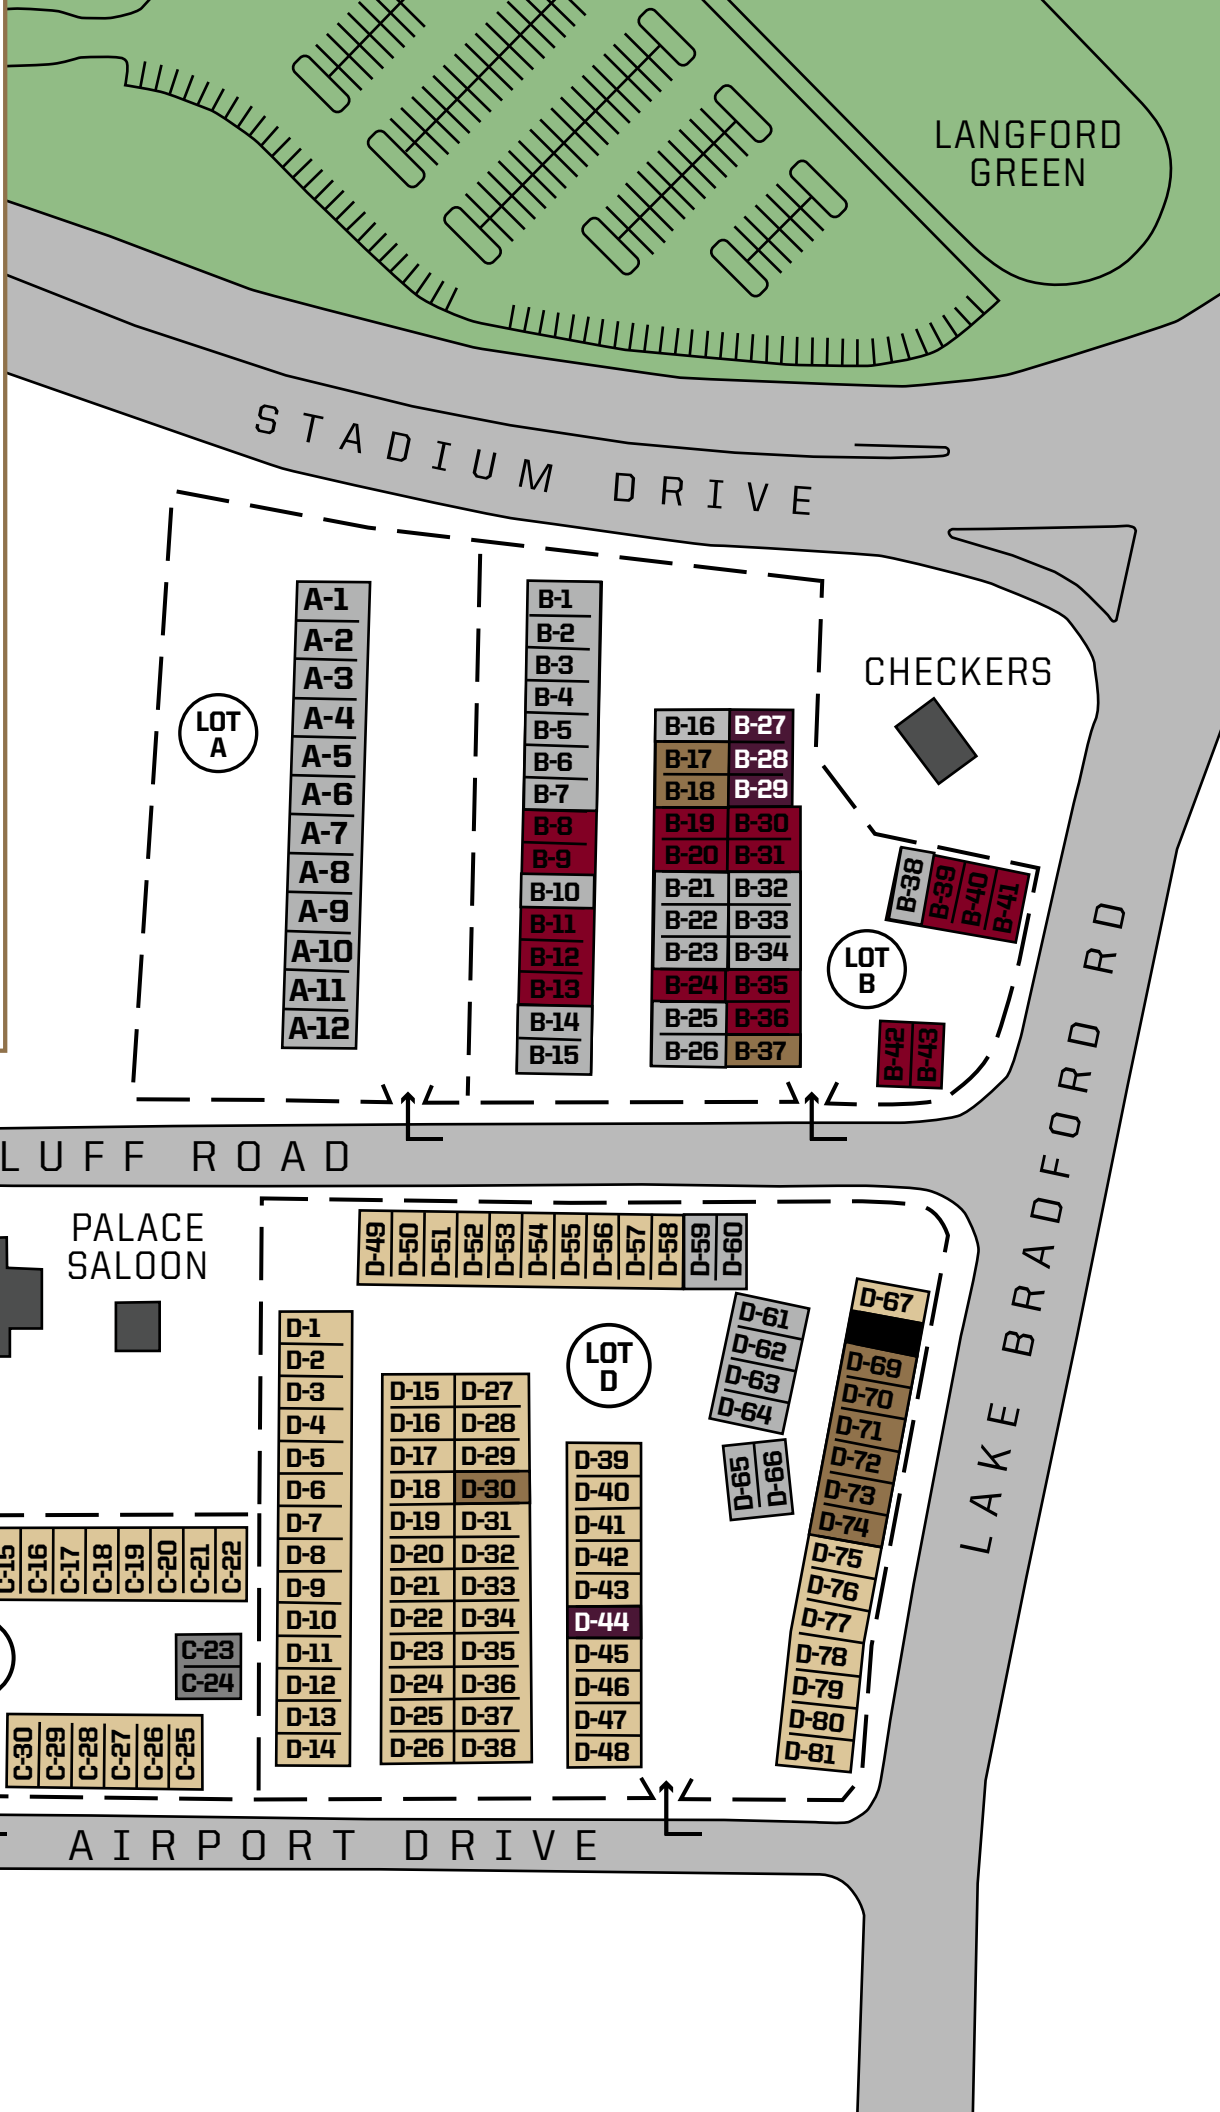 LANGFORD
GREEN
STADIUM DRIVE
CHECKERS
LOT
A
A-1
A-2
A-3
A-4
A-5
A-6
A-7
A-8
A-9
A-10
A-11
A-12
B-1
B-2
B-3
B-4
B-5
B-6
B-7
B-8
B-9
B-10
B-11
B-12
B-13
B-14
B-15
B-16 B-27
B-17 B-28
B-18 B-29
B-19 B-30
B-20 B-31
B-21 B-32
B-22 B-33
B-23 B-34
B-24 B-35
B-25 B-36
B-26 B-37
B-38
B-39
B-40
B-41
LOT
B
B-42
B-43
LAKE BRADFORD RD
LUFF ROAD
PALACE
SALOON
D-49
D-50
D-51
D-52
D-53
D-54
D-55
D-56
D-57
D-58
D-59
D-60
D-1
D-2
D-3
D-4
D-5
D-6
D-7
D-8
D-9
D-10
D-11
D-12
D-13
D-14
D-15 D-27
D-16 D-28
D-17 D-29
D-18 D-30
D-19 D-31
D-20 D-32
D-21 D-33
D-22 D-34
D-23 D-35
D-24 D-36
D-25 D-37
D-26 D-38
LOT
D
D-39
D-40
D-41
D-42
D-43
D-44
D-45
D-46
D-47
D-48
D-61
D-62
D-63
D-64
D-65
D-66
D-67
D-69
D-70
D-71
D-72
D-73
D-74
D-75
D-76
D-77
D-78
D-79
D-80
D-81
C-15
C-16
C-17
C-18
C-19
C-20
C-21
C-22
C-23
C-24
C-30
C-29
C-28
C-27
C-26
C-25
AIRPORT DRIVE